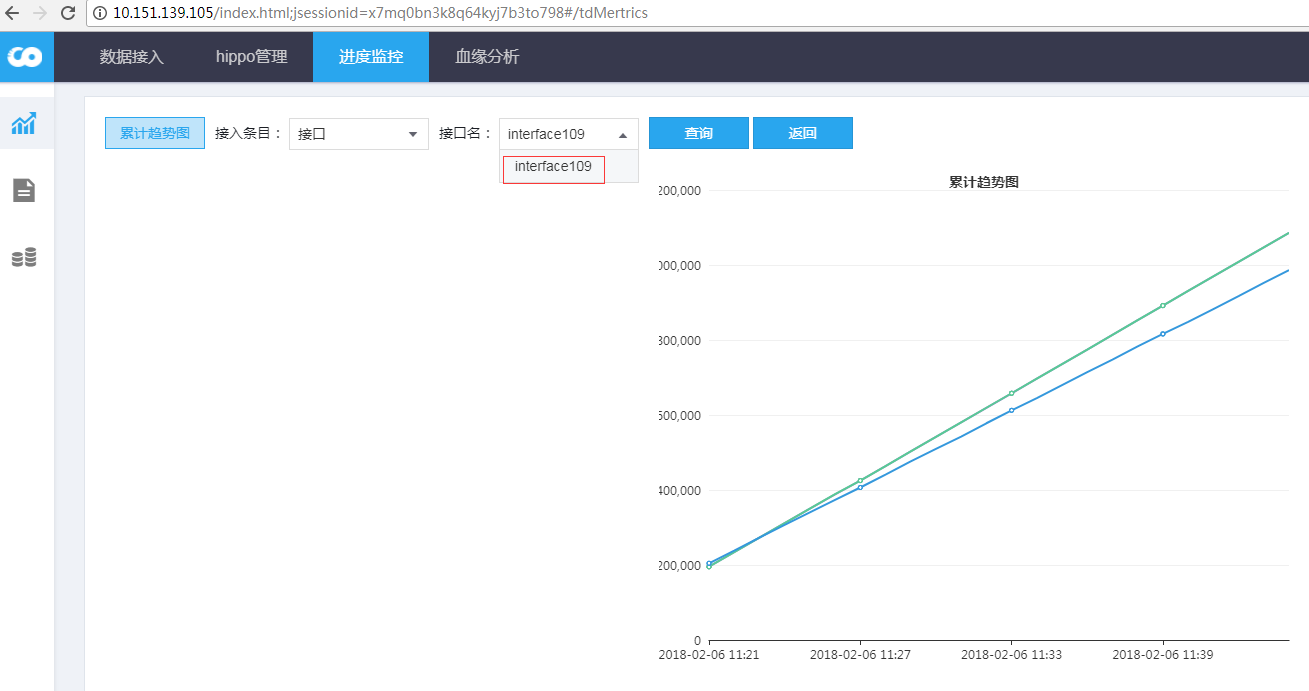 10.151.139.105/index.html;jsessionid=x7mq0bn3k8q64kyj7b3to798#/tdMertrics
数据接入 hippo管理 进度监控 血缘分析
累计趋势图 接入条目： 接口 接口名： interface109 查询 返回
interface109
累计趋势图
200,000
000,000
800,000
600,000
400,000
200,000
0
2018-02-06 11:21 2018-02-06 11:27 2018-02-06 11:33 2018-02-06 11:39